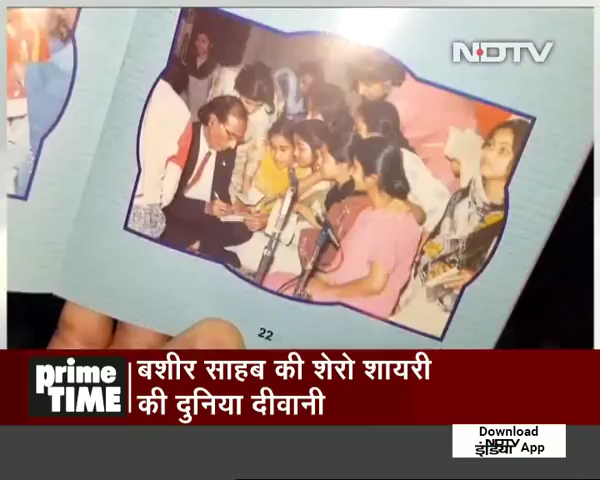 NDTV
22
prime
TIME
बशीर साहब की शेरो शायरी
की दुनिया दीवानी
Download
NDTV
इंडिया App